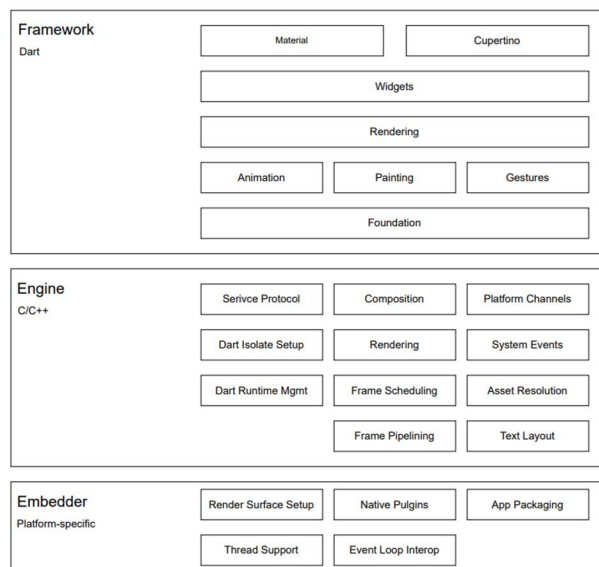 Framework
Dart
Material
Cupertino
Widgets
Rendering
Animation
Painting
Gestures
Foundation
Engine
C/C++
Serivce Protocol
Composition
Platform Channels
Dart Isolate Setup
Rendering
System Events
Dart Runtime Mgmt
Frame Scheduling
Asset Resolution
Frame Pipelining
Text Layout
Embedder
Platform-specific
Render Surface Setup
Native Pulgins
App Packaging
Thread Support
Event Loop Interop